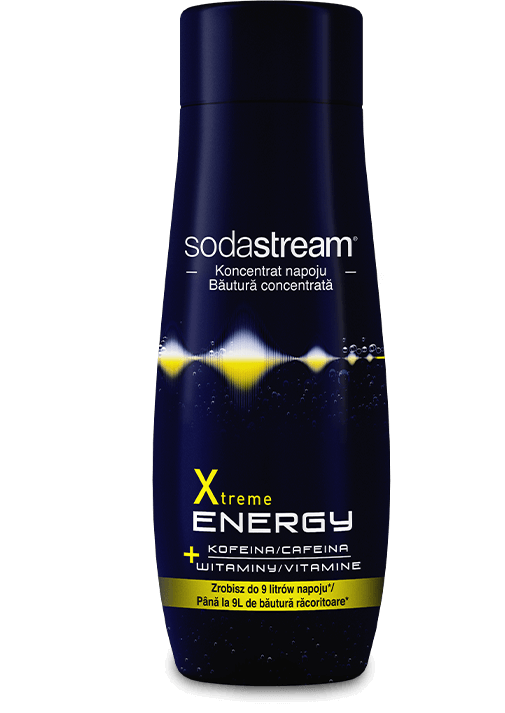 sodastream®
Koncentrat napoju
Băutură concentrată
Xtreme
ENERGY
+ KOFEINA/CAFEINA
WITAMINY/VITAMINE
Zrobisz do 9 litrów napoju*/
Până la 9L de băutură răcoritoare*